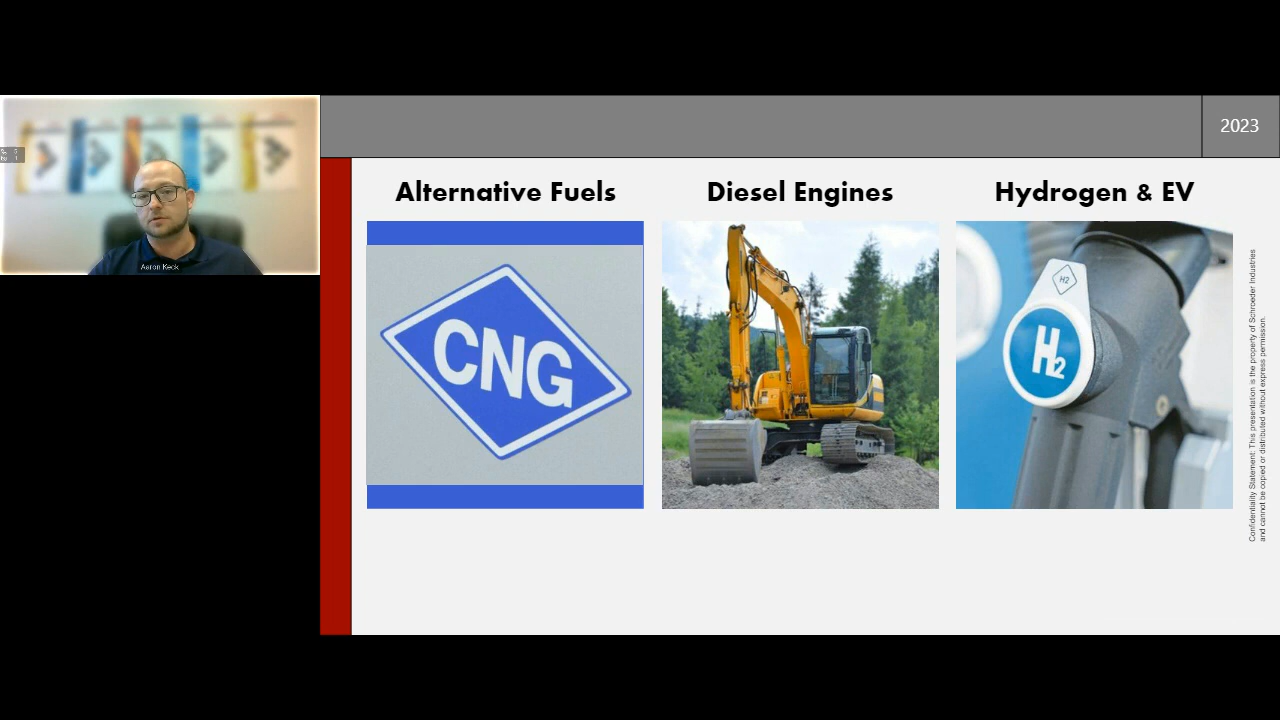 Aaron Keck
2023
Alternative Fuels
Diesel Engines
Hydrogen & EV
CNG
H2
H2
Confidentiality Statement: This presentation is the property of Schroeder Industries
and cannot be copied or distributed without express permission.